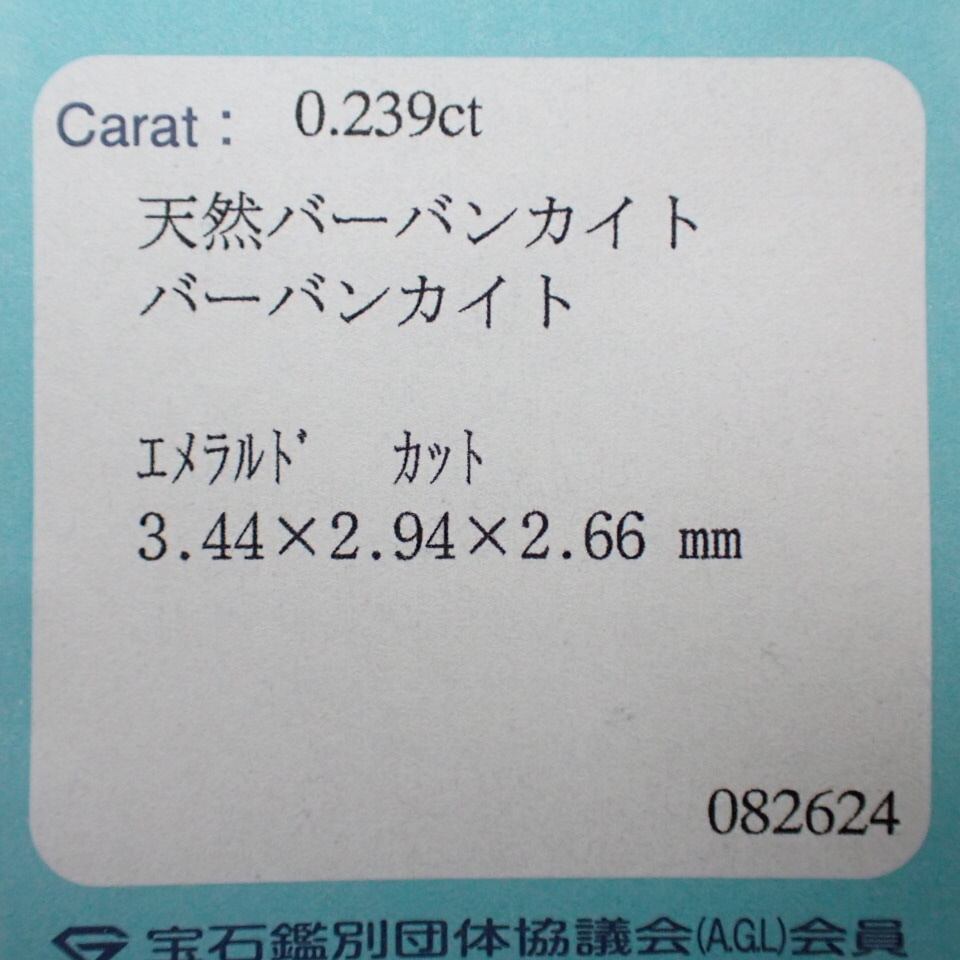 Carat : 0.239ct
天然バーバンカイト
バーバンカイト
ｴﾒﾗﾙﾄﾞ ｶｯﾄ
3.44×2.94×2.66 mm
082624
宝石鑑別団体協議会(AGL)会員